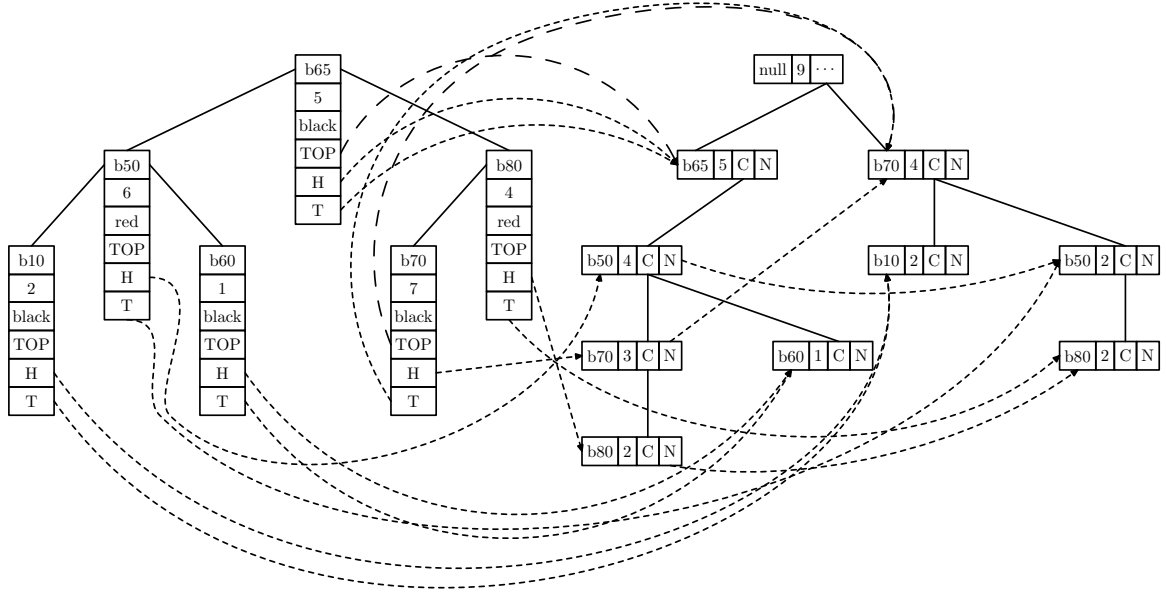 b65
5
black
TOP
H
T
null 9 ···
b50
6
red
TOP
H
T
b80
4
red
TOP
H
T
b65 5 C N
b70 4 C N
b10
2
black
TOP
H
T
b60
1
black
TOP
H
T
b70
7
black
TOP
H
T
b50 4 C N
b10 2 C N
b50 2 C N
b70 3 C N
b60 1 C N
b80 2 C N
b80 2 C N